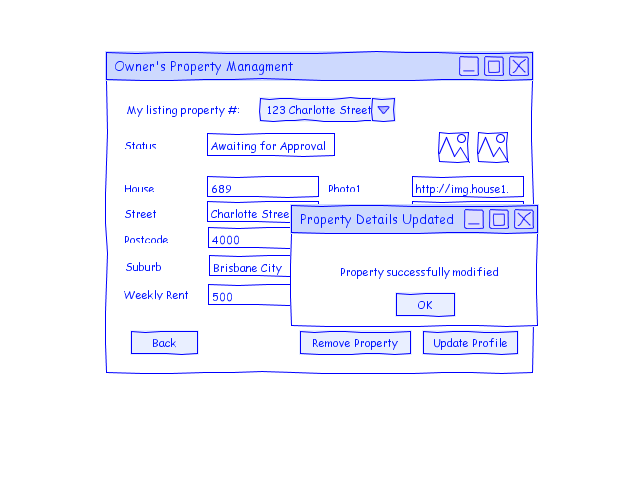 Owner's Property Managment
My listing property #: 123 Charlotte Street
Status Awaiting for Approval
House 689 Photo1 http://img.house1.
Street Charlotte Stree
Property Details Updated
Postcode 4000
Suburb Brisbane City
Property successfully modified
Weekly Rent 500
OK
Back Remove Property Update Profile